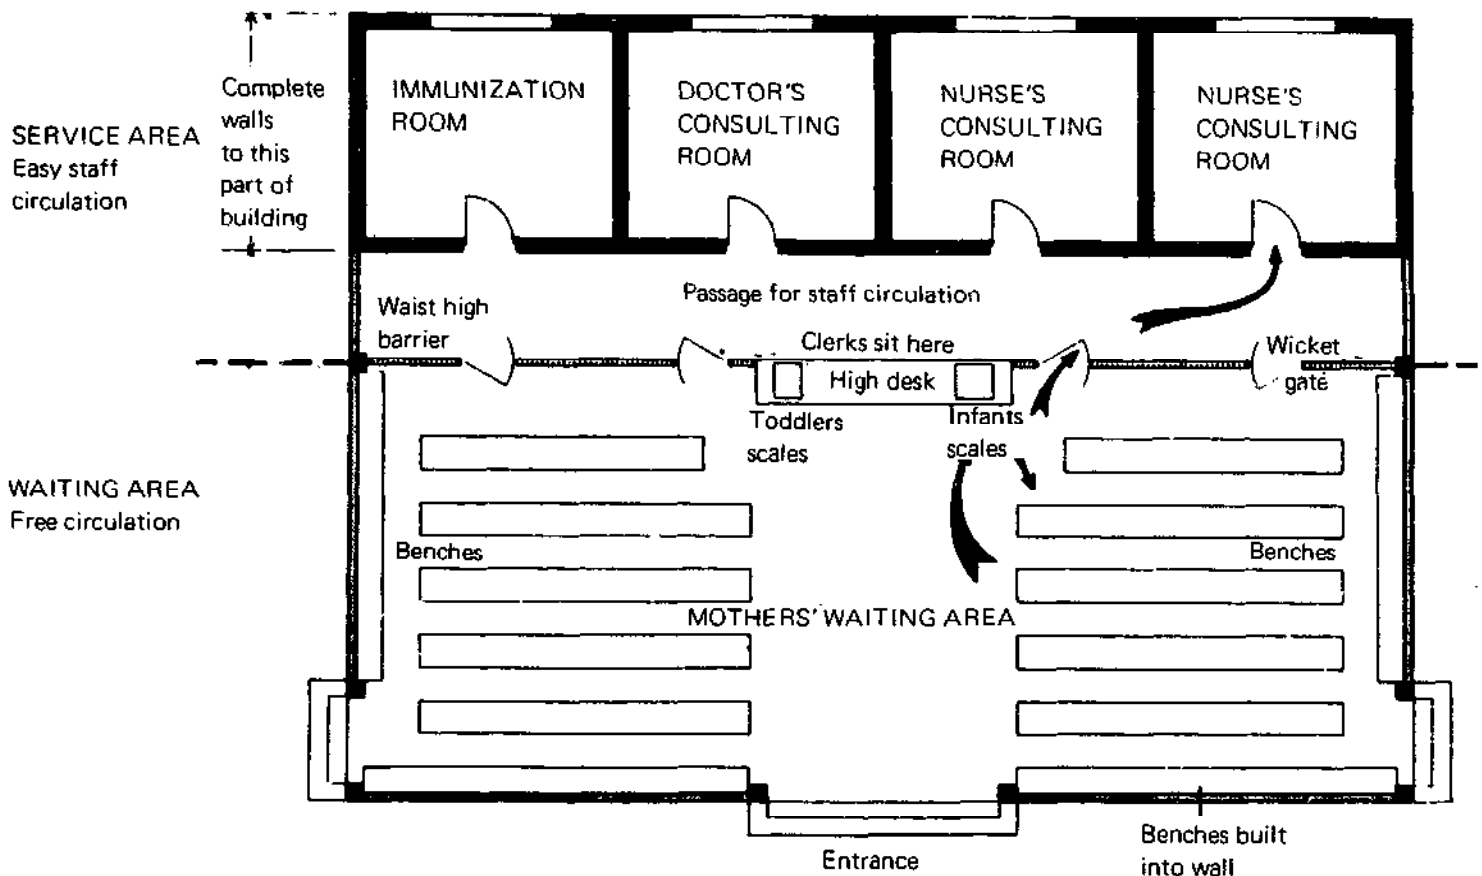 SERVICE AREA
Easy staff
circulation
Complete
walls
to this
part of
building
IMMUNIZATION
ROOM
DOCTOR'S
CONSULTING
ROOM
NURSE'S
CONSULTING
ROOM
NURSE'S
CONSULTING
ROOM
Waist high
barrier
Passage for staff circulation
Clerks sit here
High desk
Wicket
gate
Toddlers
scales
Infants
scales
WAITING AREA
Free circulation
Benches
Benches
MOTHERS' WAITING AREA
Entrance
Benches built
into wall